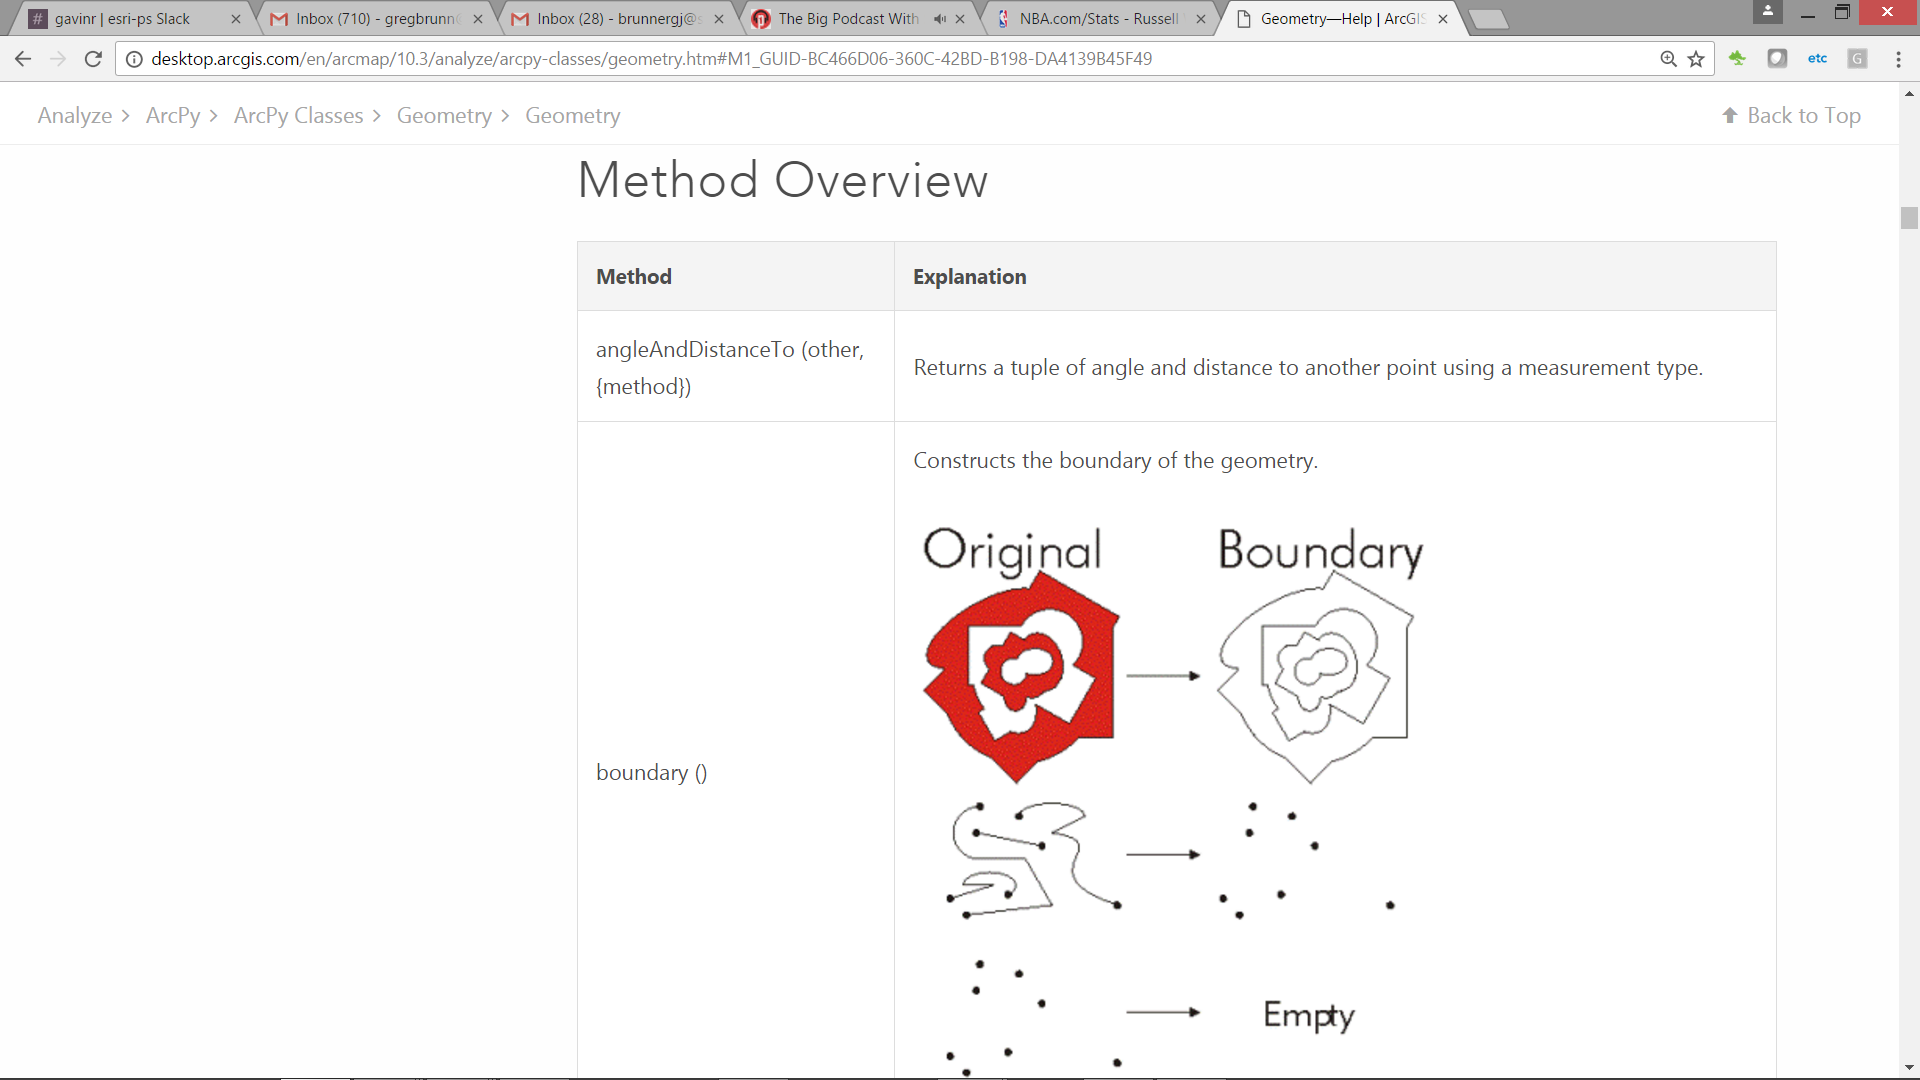 gavinr | esri-ps Slack
Inbox (710) - gregbrunn
Inbox (28) - brunnergj@
The Big Podcast With
NBA.com/Stats - Russell
Geometry—Help | ArcGIS
desktop.arcgis.com/en/arcmap/10.3/analyze/arcpy-classes/geometry.htm#M1_GUID-BC466D06-360C-42BD-B198-DA4139B45F49
etc
G
Analyze > ArcPy > ArcPy Classes > Geometry > Geometry
Back to Top
Method Overview
Method
Explanation
angleAndDistanceTo (other,
{method})
Returns a tuple of angle and distance to another point using a measurement type.
boundary ()
Constructs the boundary of the geometry.
Original
Boundary
Empty